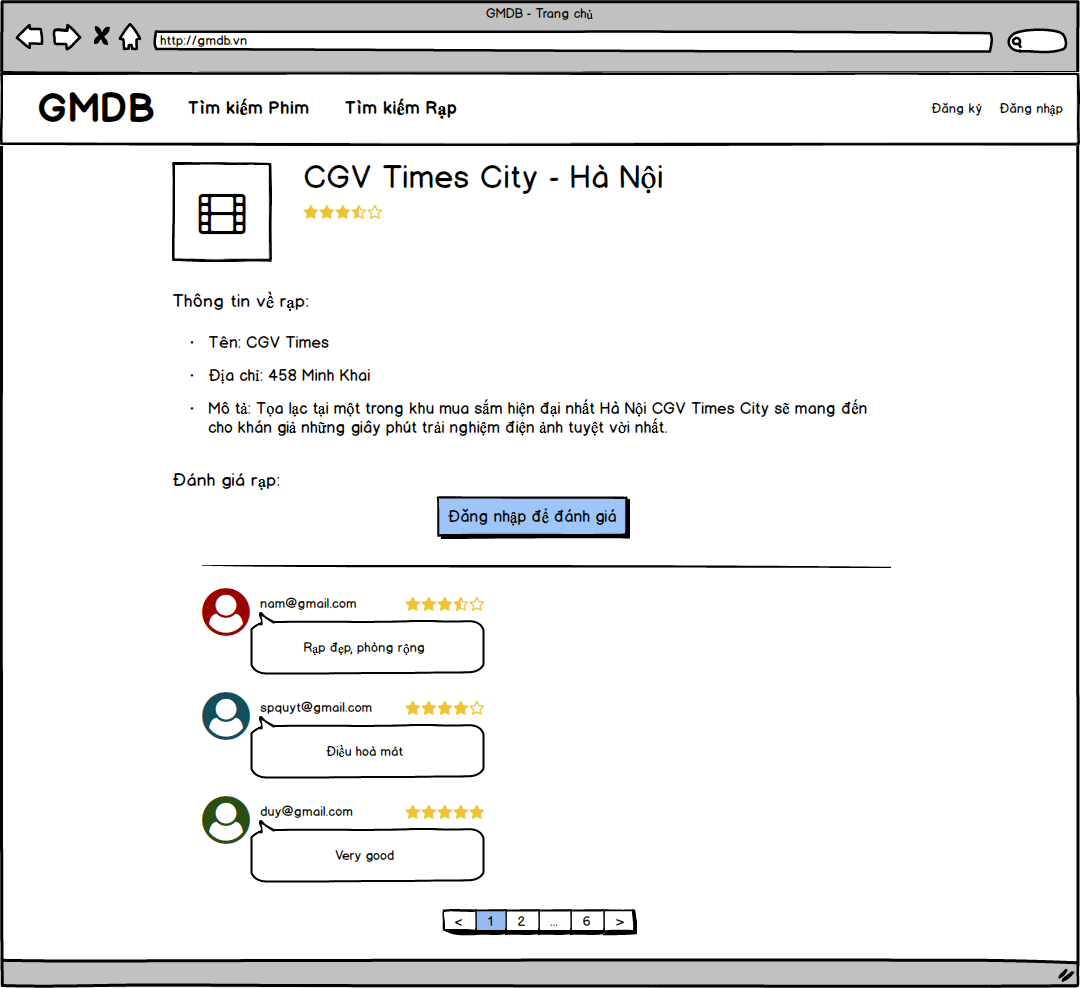 GMDB - Trang chủ
http://gmdb.vn
GMDB Tìm kiếm Phim Tìm kiếm Rạp Đăng ký Đăng nhập
CGV Times City - Hà Nội
Thông tin về rạp:
· Tên: CGV Times
· Địa chỉ: 458 Minh Khai
· Mô tả: Tọa lạc tại một trong khu mua sắm hiện đại nhất Hà Nội CGV Times City sẽ mang đến
cho khán giả những giây phút trải nghiệm điện ảnh tuyệt vời nhất.
Đánh giá rạp:
Đăng nhập để đánh giá
nam@gmail.com
Rạp đẹp, phòng rộng
spquyt@gmail.com
Điều hoà mát
duy@gmail.com
Very good
< 1 2 ... 6 >